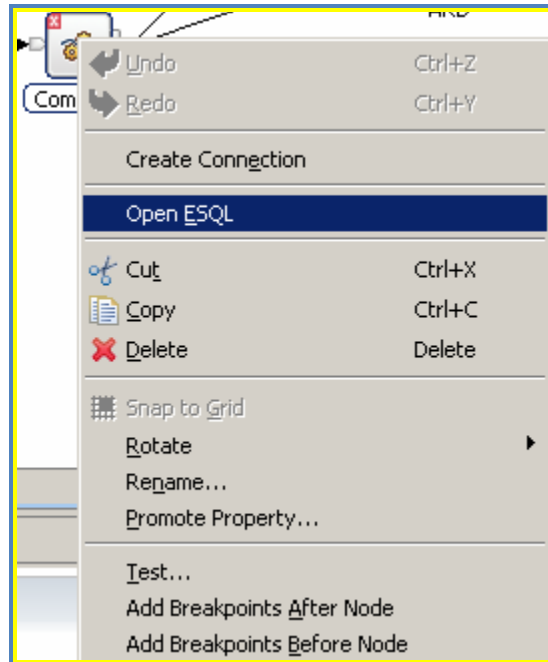 Com
Undo Ctrl+Z
Redo Ctrl+Y
Create Connection
Open ESQL
Cut Ctrl+X
Copy Ctrl+C
Delete Delete
Snap to Grid
Rotate
Rename...
Promote Property...
Test...
Add Breakpoints After Node
Add Breakpoints Before Node